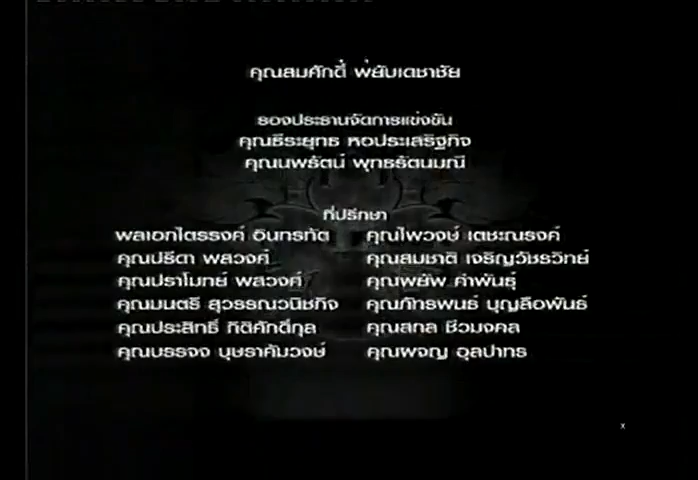 คุณสมศักดิ์ พยับเดชาชัย
รองประธานจัดการแข่งขัน
คุณธีระยุทธ หอประเสริฐกิจ
คุณนพรัตน์ พุทธรัตนมณี
ที่ปรึกษา
พลเอกไตรรงค์ อินทรทัต
คุณไพวงษ์ เตชะณรงค์
คุณปรีดา พลวงศ์
คุณสมชาติ เจริญวัชรวิทย์
คุณปราโมทย์ พลวงศ์
คุณพยัพ คำพันธุ์
คุณมนตรี สุวรรณวนิชกิจ
คุณภัทรพนธ์ บุญลือพันธ์
คุณประสิทธิ์ กิติศักดิ์กุล
คุณสกล ชีวมงคล
คุณบรรจง บุษราคัมวงษ์
คุณผจญ อุลปาทร
x